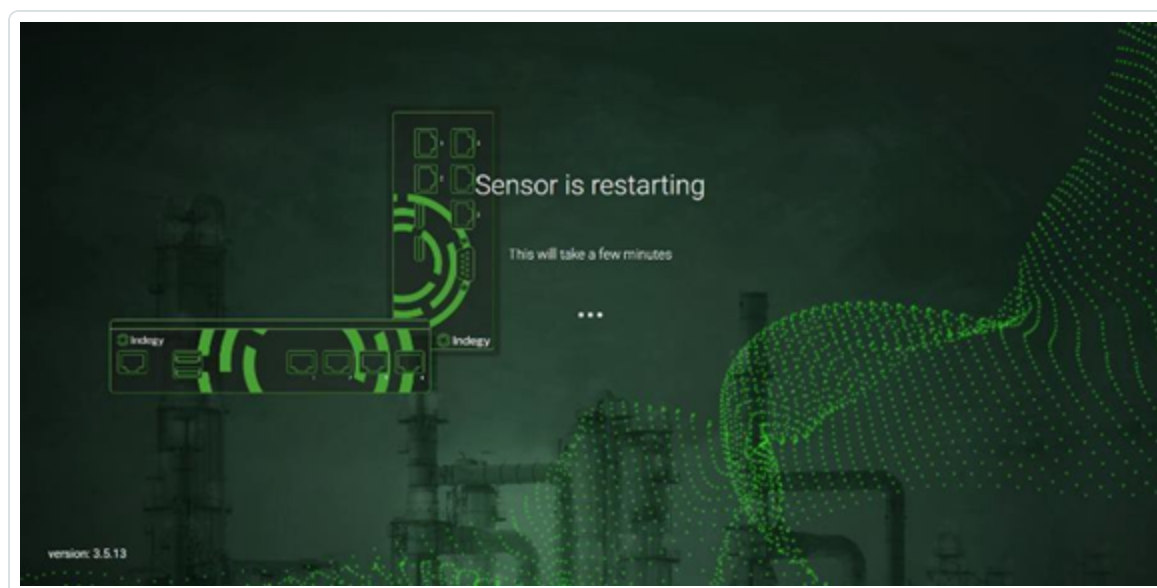 Sensor is restarting
This will take a few minutes
...
Indegy
Indegy
version: 3.5.13